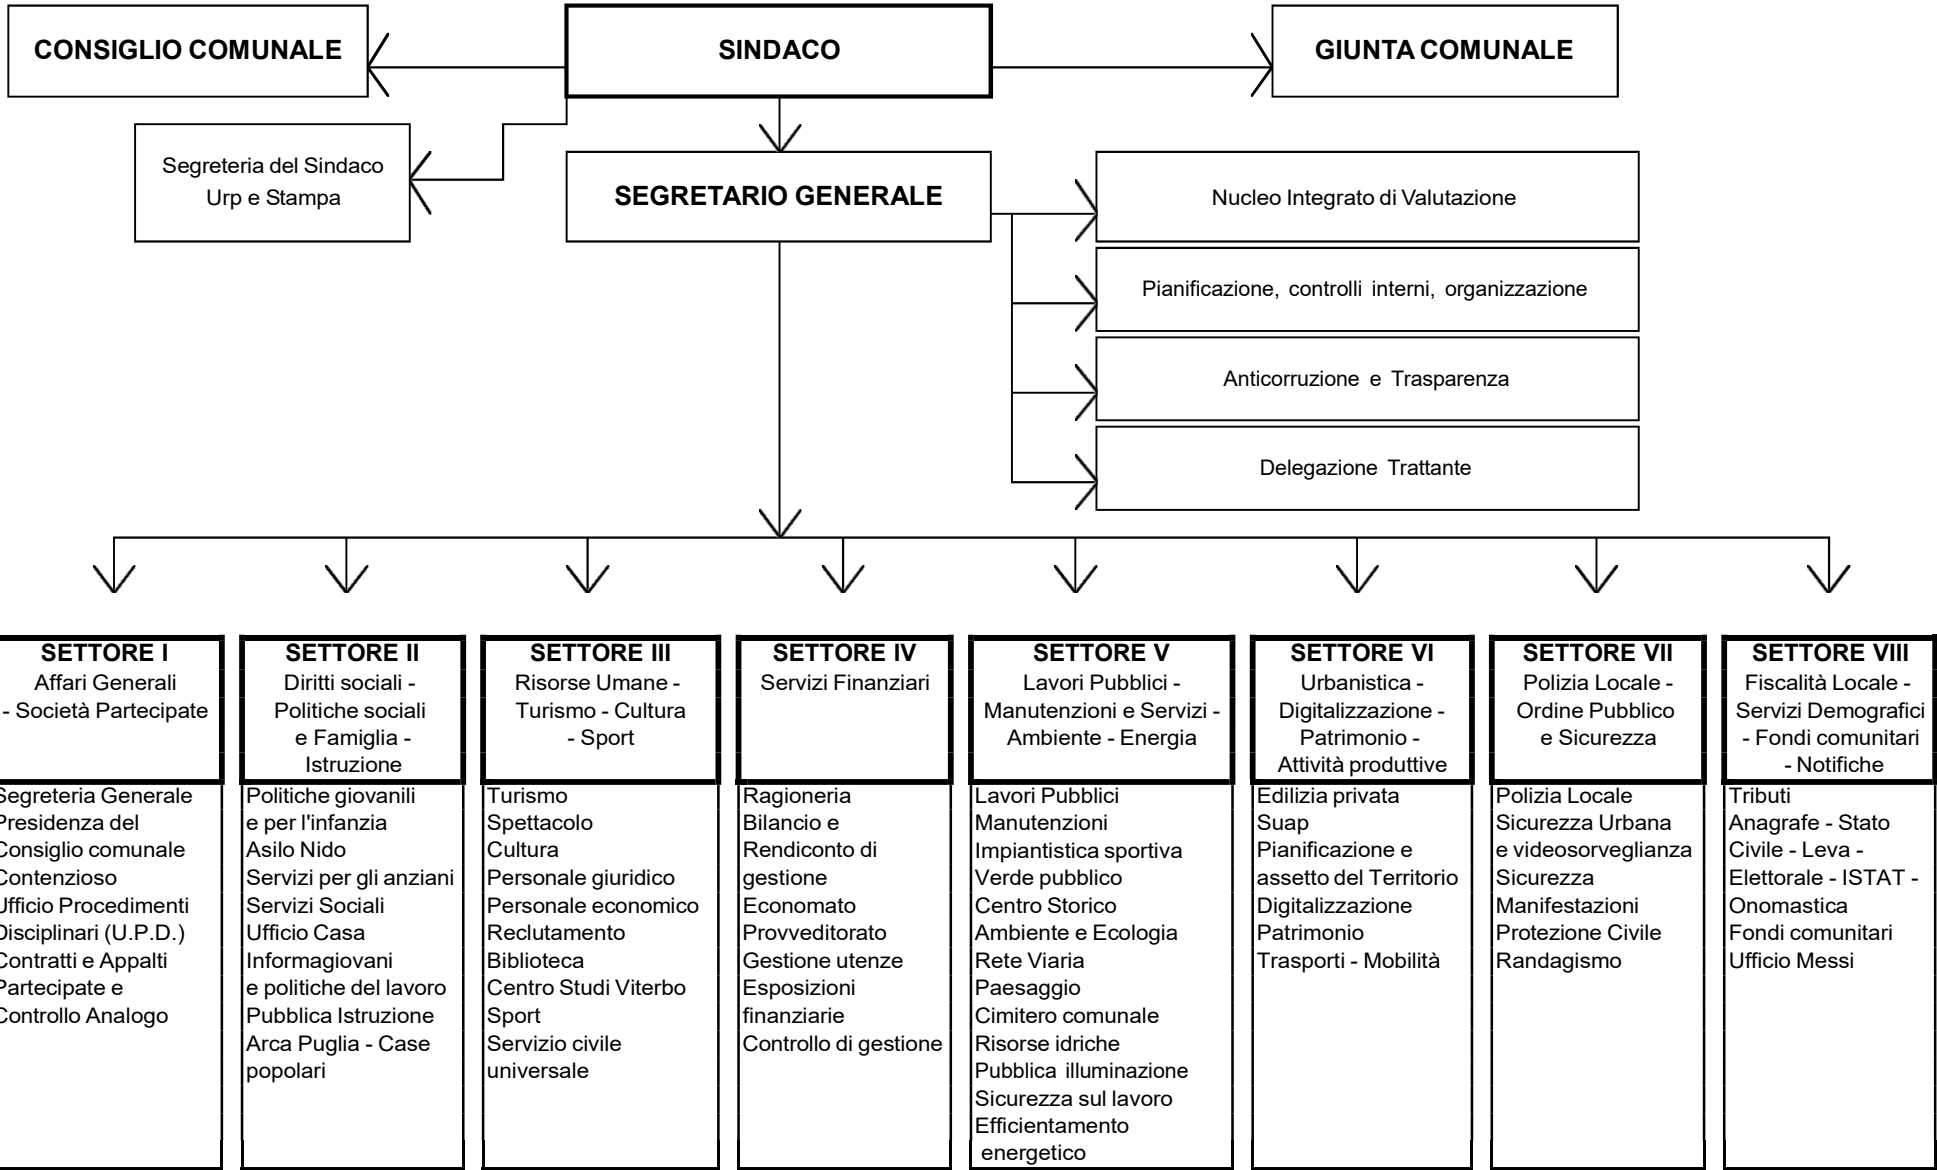 CONSIGLIO COMUNALE
SINDACO
GIUNTA COMUNALE
Segreteria del Sindaco
Urp e Stampa
SEGRETARIO GENERALE
Nucleo Integrato di Valutazione
Pianificazione, controlli interni, organizzazione
Anticorruzione e Trasparenza
Delegazione Trattante
SETTORE I
Affari Generali
- Società Partecipate
Segreteria Generale
Presidenza del
Consiglio comunale
Contenzioso
Ufficio Procedimenti
Disciplinari (U.P.D.)
Contratti e Appalti
Partecipate e
Controllo Analogo
SETTORE II
Diritti sociali -
Politiche sociali
e Famiglia -
Istruzione
Politiche giovanili
e per l'infanzia
Asilo Nido
Servizi per gli anziani
Servizi Sociali
Ufficio Casa
Informagiovani
e politiche del lavoro
Pubblica Istruzione
Arca Puglia - Case
popolari
SETTORE III
Risorse Umane -
Turismo - Cultura
- Sport
Turismo
Spettacolo
Cultura
Personale giuridico
Personale economico
Reclutamento
Biblioteca
Centro Studi Viterbo
Sport
Servizio civile
universale
SETTORE IV
Servizi Finanziari
Ragioneria
Bilancio e
Rendiconto di
gestione
Economato
Provveditorato
Gestione utenze
Esposizioni
finanziarie
Controllo di gestione
SETTORE V
Lavori Pubblici -
Manutenzioni e Servizi -
Ambiente - Energia
Lavori Pubblici
Manutenzioni
Impiantistica sportiva
Verde pubblico
Centro Storico
Ambiente e Ecologia
Rete Viaria
Paesaggio
Cimitero comunale
Risorse idriche
Pubblica illuminazione
Sicurezza sul lavoro
Efficientamento
energetico
SETTORE VI
Urbanistica -
Digitalizzazione -
Patrimonio -
Attività produttive
Edilizia privata
Suap
Pianificazione e
assetto del Territorio
Digitalizzazione
Patrimonio
Trasporti - Mobilità
SETTORE VII
Polizia Locale -
Ordine Pubblico
e Sicurezza
Polizia Locale
Sicurezza Urbana
e videosorveglianza
Sicurezza
Manifestazioni
Protezione Civile
Randagismo
SETTORE VIII
Fiscalità Locale -
Servizi Demografici
- Fondi comunitari
- Notifiche
Tributi
Anagrafe - Stato
Civile - Leva -
Elettorale - ISTAT -
Onomastica
Fondi comunitari
Ufficio Messi